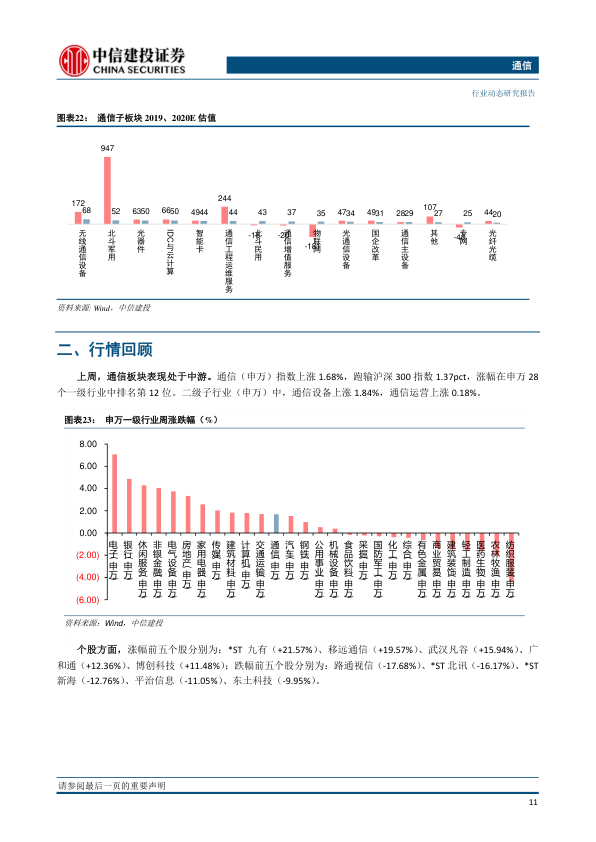 中信建投证券
CHINA SECURITIES
通信
行业动态研究报告
图表22： 通信子板块 2019、2020E 估值
947
172 68 52 63 50 66 50 49 44 244 44 43 37 35 47 34 49 31 28 29 107 27 25 44 20
无线通信设备 北斗军用 光器件 IDC与云计算 智能卡 通信工程运维服务 北斗民用 通信增值服务 物联网 光通信设备 国企改革 通信主设备 其他 专网 光纤光缆
资料来源: Wind，中信建投
二、行情回顾
上周，通信板块表现处于中游。通信（申万）指数上涨 1.68%，跑输沪深 300 指数 1.37pct，涨幅在申万 28
个一级行业中排名第 12 位。二级子行业（申万）中，通信设备上涨 1.84%，通信运营上涨 0.18%。
图表23： 申万一级行业周涨跌幅（%）
8.00
6.00
4.00
2.00
0.00
(2.00)
(4.00)
(6.00)
电子(申万) 银行(申万) 休闲服务(申万) 非银金融(申万) 电气设备(申万) 房地产(申万) 家用电器(申万) 传媒(申万) 建筑材料(申万) 计算机(申万) 交通运输(申万) 通信(申万) 汽车(申万) 钢铁(申万) 公用事业(申万) 机械设备(申万) 食品饮料(申万) 采掘(申万) 国防军工(申万) 化工(申万) 综合(申万) 有色金属(申万) 商业贸易(申万) 建筑装饰(申万) 轻工制造(申万) 医药生物(申万) 农林牧渔(申万) 纺织服装(申万)
资料来源：Wind，中信建投
个股方面，涨幅前五个股分别为：*ST 九有（+21.57%）、移远通信（+19.57%）、武汉凡谷（+15.94%）、广
和通（+12.36%）、博创科技（+11.48%）；跌幅前五个股分别为：路通视信（-17.68%）、*ST 北讯（-16.17%）、*ST
新海（-12.76%）、平治信息（-11.05%）、东土科技（-9.95%）。
请参阅最后一页的重要声明
11